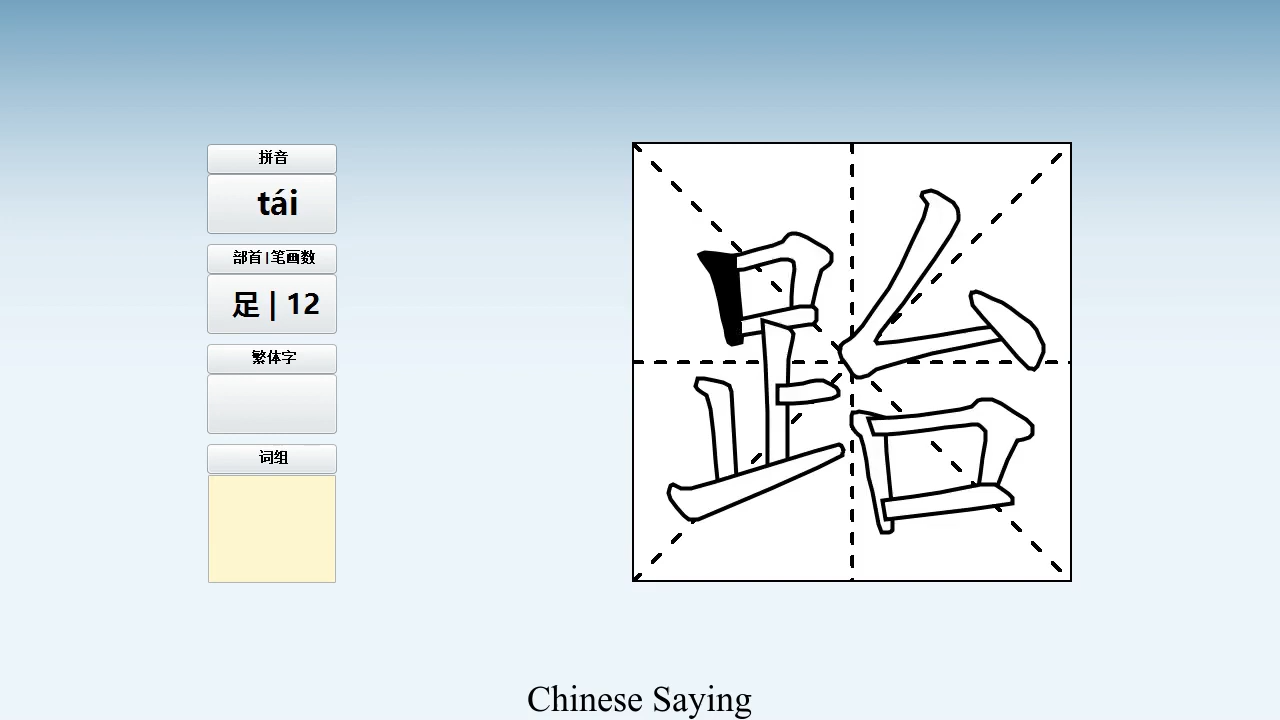 拼音
tái
部首|笔画数
足 | 12
繁体字
词组
跆
Chinese Saying